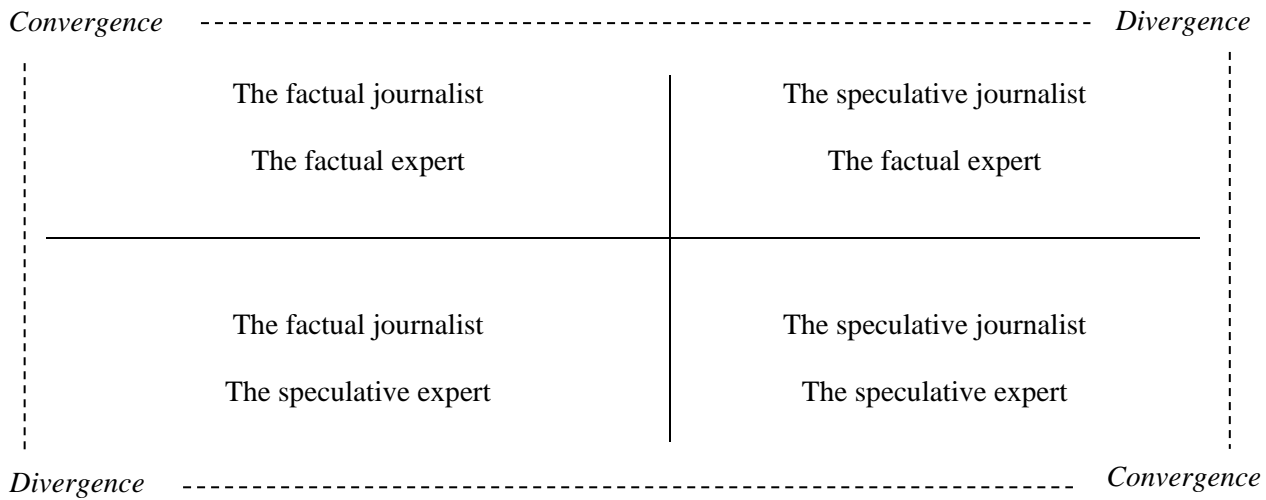 Convergence Divergence
The factual journalist The speculative journalist
The factual expert The factual expert
The factual journalist The speculative journalist
The speculative expert The speculative expert
Divergence Convergence